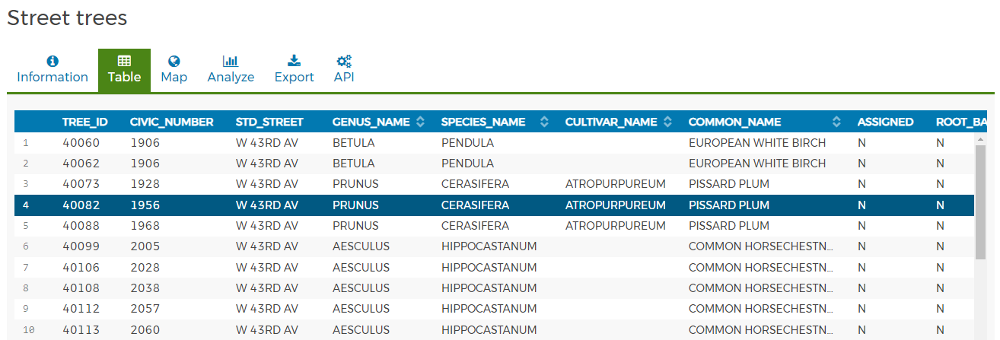 Street trees
Information Table Map Analyze Export API
TREE_ID CIVIC_NUMBER STD_STREET GENUS_NAME SPECIES_NAME CULTIVAR_NAME COMMON_NAME ASSIGNED ROOT_BA
1 40060 1906 W 43RD AV BETULA PENDULA EUROPEAN WHITE BIRCH N N
2 40062 1906 W 43RD AV BETULA PENDULA EUROPEAN WHITE BIRCH N N
3 40073 1928 W 43RD AV PRUNUS CERASIFERA ATROPURPUREUM PISSARD PLUM N N
4 40082 1956 W 43RD AV PRUNUS CERASIFERA ATROPURPUREUM PISSARD PLUM N N
5 40088 1968 W 43RD AV PRUNUS CERASIFERA ATROPURPUREUM PISSARD PLUM N N
6 40099 2005 W 43RD AV AESCULUS HIPPOCASTANUM COMMON HORSECHESTN... N N
7 40106 2028 W 43RD AV AESCULUS HIPPOCASTANUM COMMON HORSECHESTN... N N
8 40108 2038 W 43RD AV AESCULUS HIPPOCASTANUM COMMON HORSECHESTN... N N
9 40112 2057 W 43RD AV AESCULUS HIPPOCASTANUM COMMON HORSECHESTN... N N
10 40113 2060 W 43RD AV AESCULUS HIPPOCASTANUM COMMON HORSECHESTN... N N